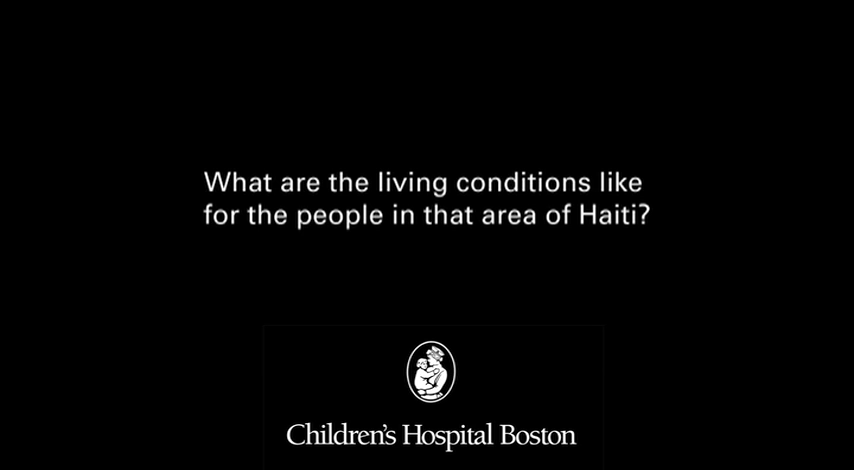 What are the living conditions like
for the people in that area of Haiti?
Children's Hospital Boston